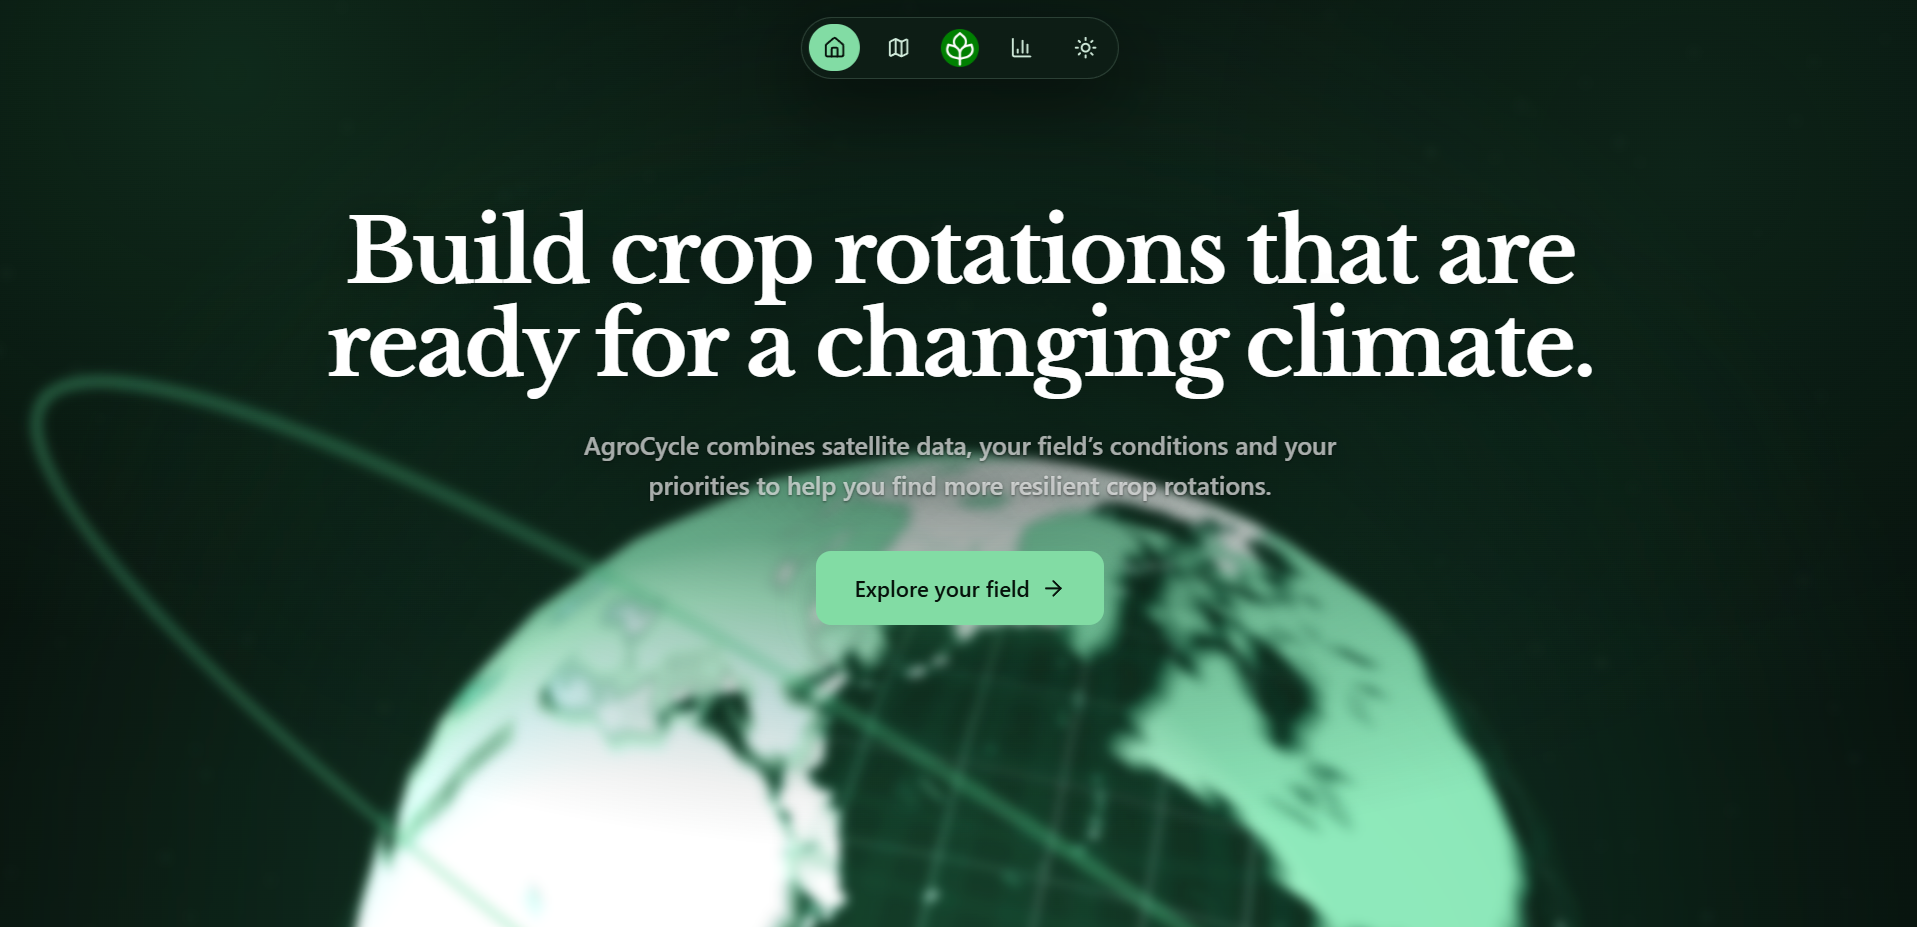 Build crop rotations that are
ready for a changing climate.
AgroCycle combines satellite data, your field’s conditions and your
priorities to help you find more resilient crop rotations.
Explore your field